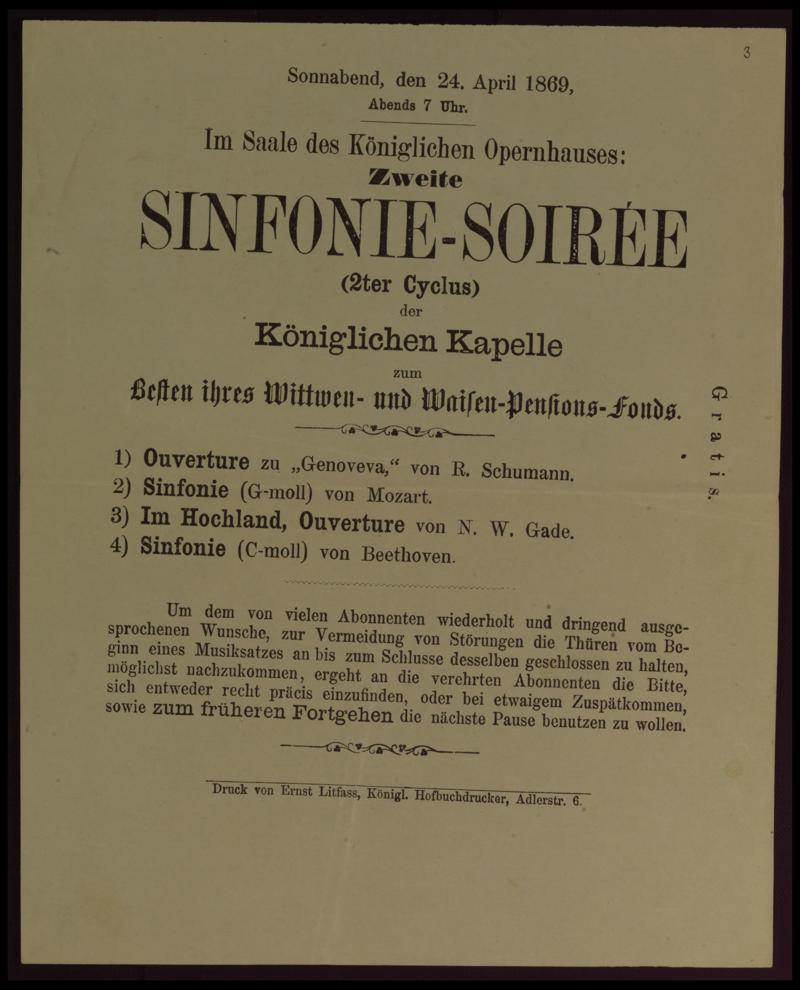 3
Sonnabend, den 24. April 1869,
Abends 7 Uhr.
Im Saale des Königlichen Opernhauses:
Zweite
SINFONIE-SOIRÉE
(2ter Cyclus)
der
Königlichen Kapelle
zum
Besten ihres Wittwen- und Waisen-Pensions-Fonds.
1) Ouverture zu „Genoveva,“ von R. Schumann.
2) Sinfonie (G-moll) von Mozart.
3) Im Hochland, Ouverture von N. W. Gade.
4) Sinfonie (C-moll) von Beethoven.
Gratis.
Um dem von vielen Abonnenten wiederholt und dringend ausge-
sprochenen Wunsche, zur Vermeidung von Störungen die Thüren vom Be-
ginn eines Musiksatzes an bis zum Schlusse desselben geschlossen zu halten,
möglichst nachzukommen, ergeht an die verehrten Abonnenten die Bitte,
sich entweder recht präcis einzufinden, oder bei etwaigem Zuspätkommen,
sowie zum früheren Fortgehen die nächste Pause benutzen zu wollen.
Druck von Ernst Litfass, Königl. Hofbuchdrucker, Adlerstr. 6.